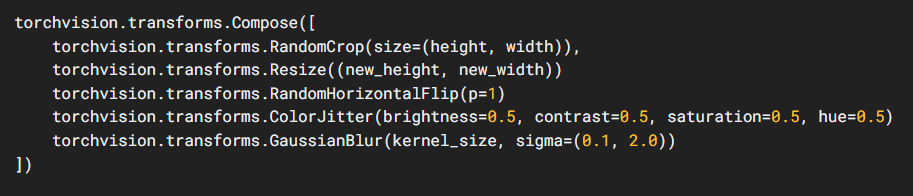 torchvision.transforms.Compose([
    torchvision.transforms.RandomCrop(size=(height, width)),
    torchvision.transforms.Resize((new_height, new_width))
    torchvision.transforms.RandomHorizontalFlip(p=1)
    torchvision.transforms.ColorJitter(brightness=0.5, contrast=0.5, saturation=0.5, hue=0.5)
    torchvision.transforms.GaussianBlur(kernel_size, sigma=(0.1, 2.0))
])